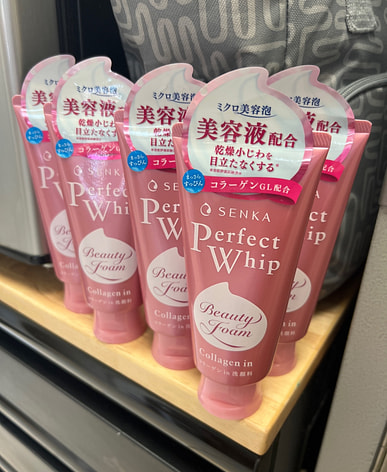 ミクロ美容泡
美容液配合
乾燥小じわを
目立たなくする*
まっさら
すっぴん
コラーゲンGL配合
SENKA
Perfect
Whip
Beauty
Foam
Collagen in
コラーゲン in 洗顔料